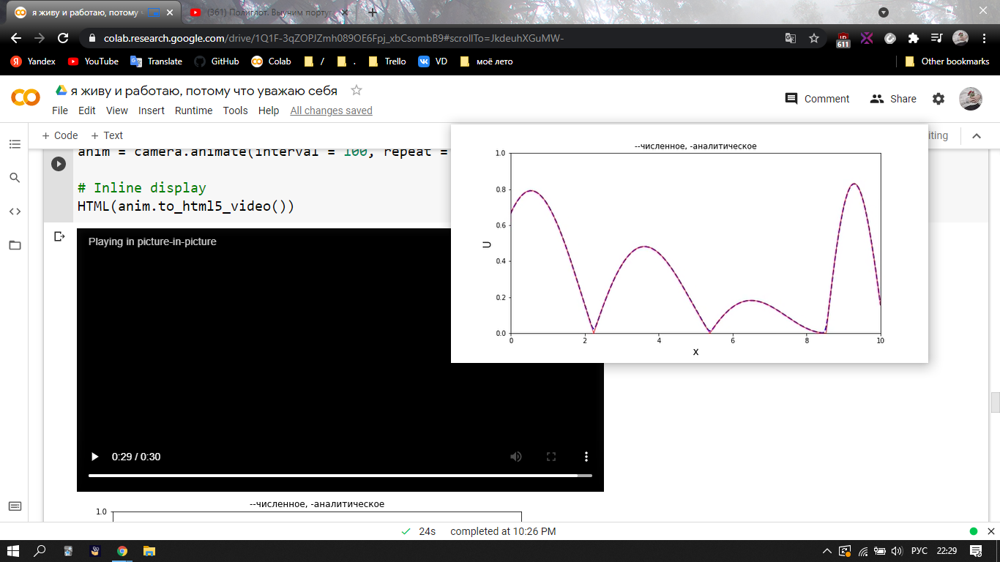 я живу и работаю, потому
(361) Полиглот. Выучим португ
colab.research.google.com/drive/1Q1F-3qZOPJZmh089OE6Fpj_xbCsombB9#scrollTo=JkdeuhXGuMW-
611
Yandex YouTube Translate GitHub Colab / . Trello VD моё лето Other bookmarks
я живу и работаю, потому что уважаю себя
Comment Share
File Edit View Insert Runtime Tools Help All changes saved
+ Code + Text iting
anim = camera.animate(interval = 100, repeat =
# Inline display
HTML(anim.to_html5_video())
Playing in picture-in-picture
0:29 / 0:30
--численное, -аналитическое
1.0
0.8
0.6
0.4
0.2
0.0
U
0 2 4 6 8 10
x
--численное, -аналитическое
1.0
24s completed at 10:26 PM
РУС 22:29